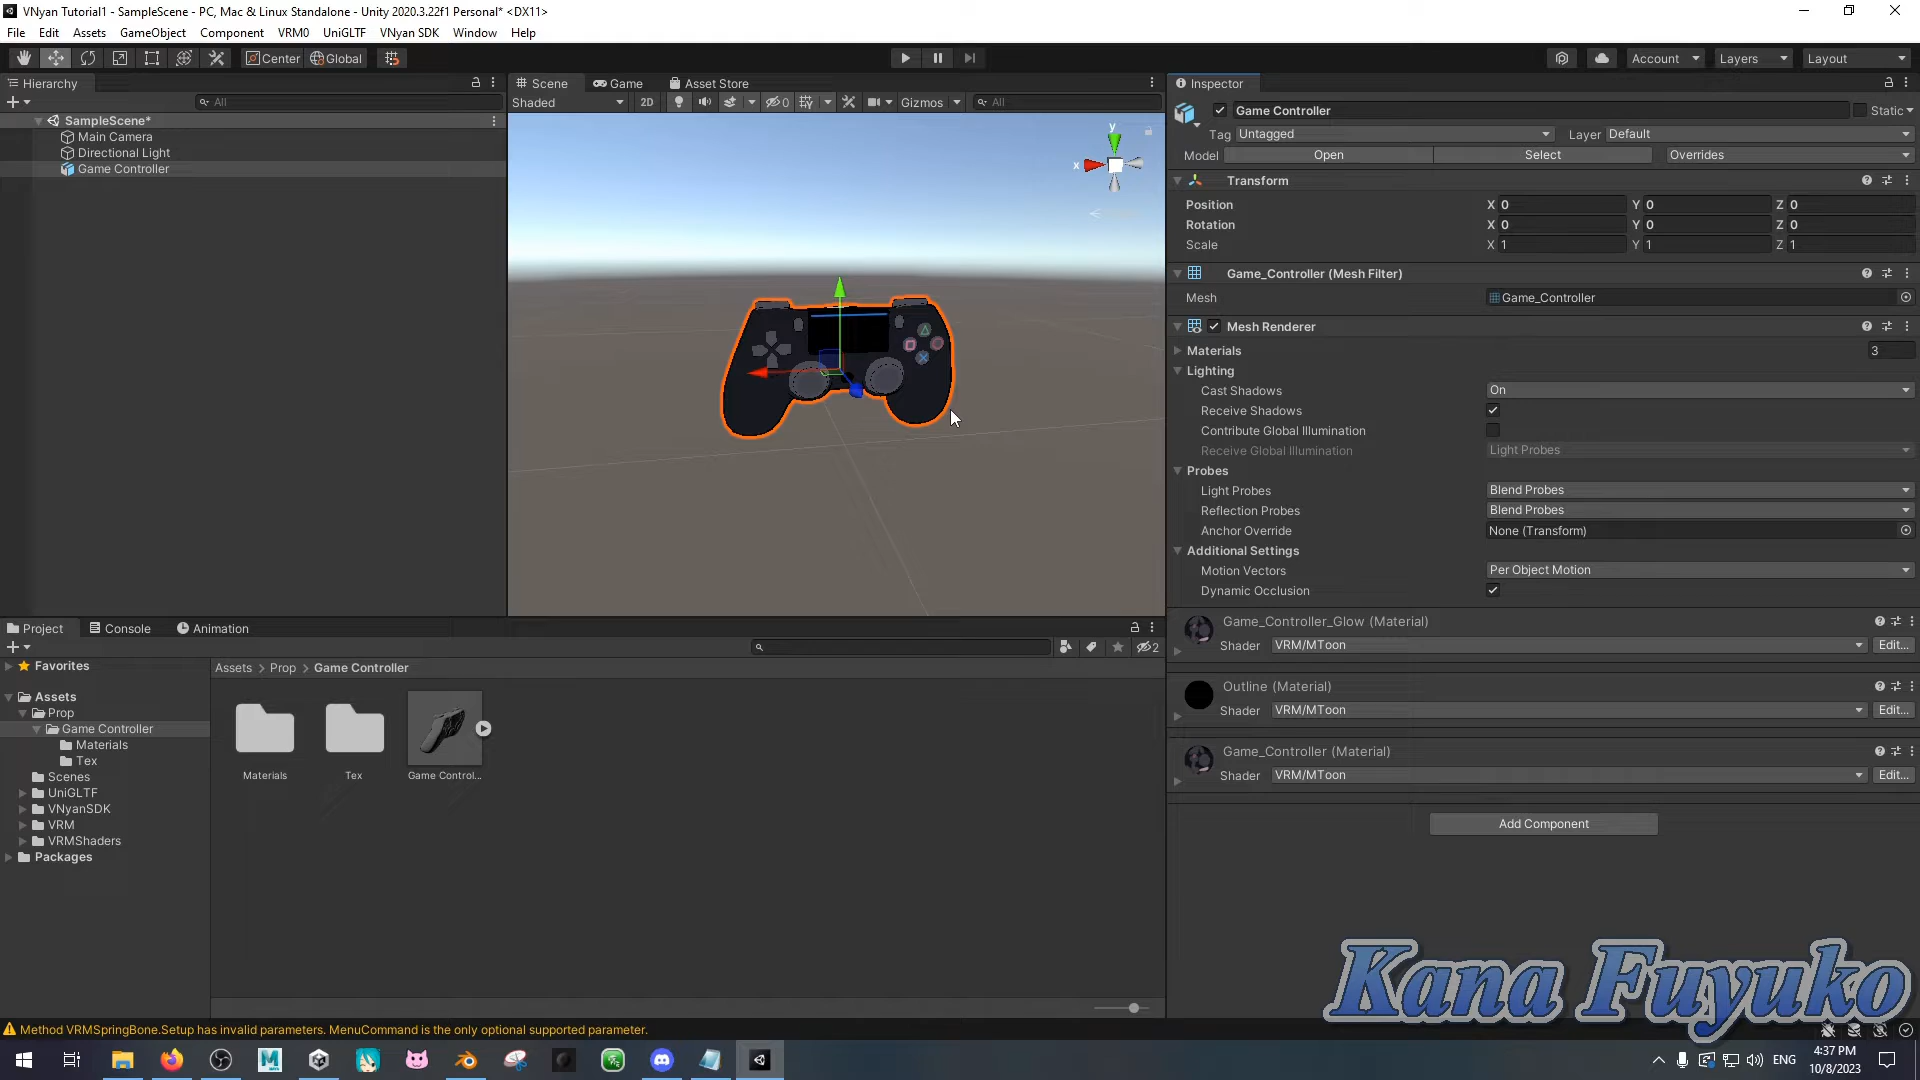 VNyan Tutorial1 - SampleScene - PC, Mac & Linux Standalone - Unity 2020.3.22f1 Personal* <DX11>
File Edit Assets GameObject Component VRM0 UniGLTF VNyan SDK Window Help
Center Global Account Layers Layout
Hierarchy
All
SampleScene*
Main Camera
Directional Light
Game Controller
Scene Game Asset Store
Shaded 2D 0 Gizmos All
y
x
Inspector
Game Controller Static
Tag Untagged Layer Default
Model Open Select Overrides
Transform
Position X 0 Y 0 Z 0
Rotation X 0 Y 0 Z 0
Scale X 1 Y 1 Z 1
Game_Controller (Mesh Filter)
Mesh Game_Controller
Mesh Renderer
Materials 3
Lighting
Cast Shadows On
Receive Shadows
Contribute Global Illumination
Receive Global Illumination Light Probes
Probes
Light Probes Blend Probes
Reflection Probes Blend Probes
Anchor Override None (Transform)
Additional Settings
Motion Vectors Per Object Motion
Dynamic Occlusion
Game_Controller_Glow (Material)
Shader VRM/MToon Edit...
Outline (Material)
Shader VRM/MToon Edit...
Game_Controller (Material)
Shader VRM/MToon Edit...
Add Component
Project Console Animation
2
Favorites
Assets
Prop
Game Controller
Materials
Tex
Scenes
UniGLTF
VNyanSDK
VRM
VRMShaders
Packages
Assets > Prop > Game Controller
Materials Tex Game Control...
Kana Fuyuko
Method VRMSpringBone.Setup has invalid parameters. MenuCommand is the only optional supported parameter.
ENG
4:37 PM
10/8/2023